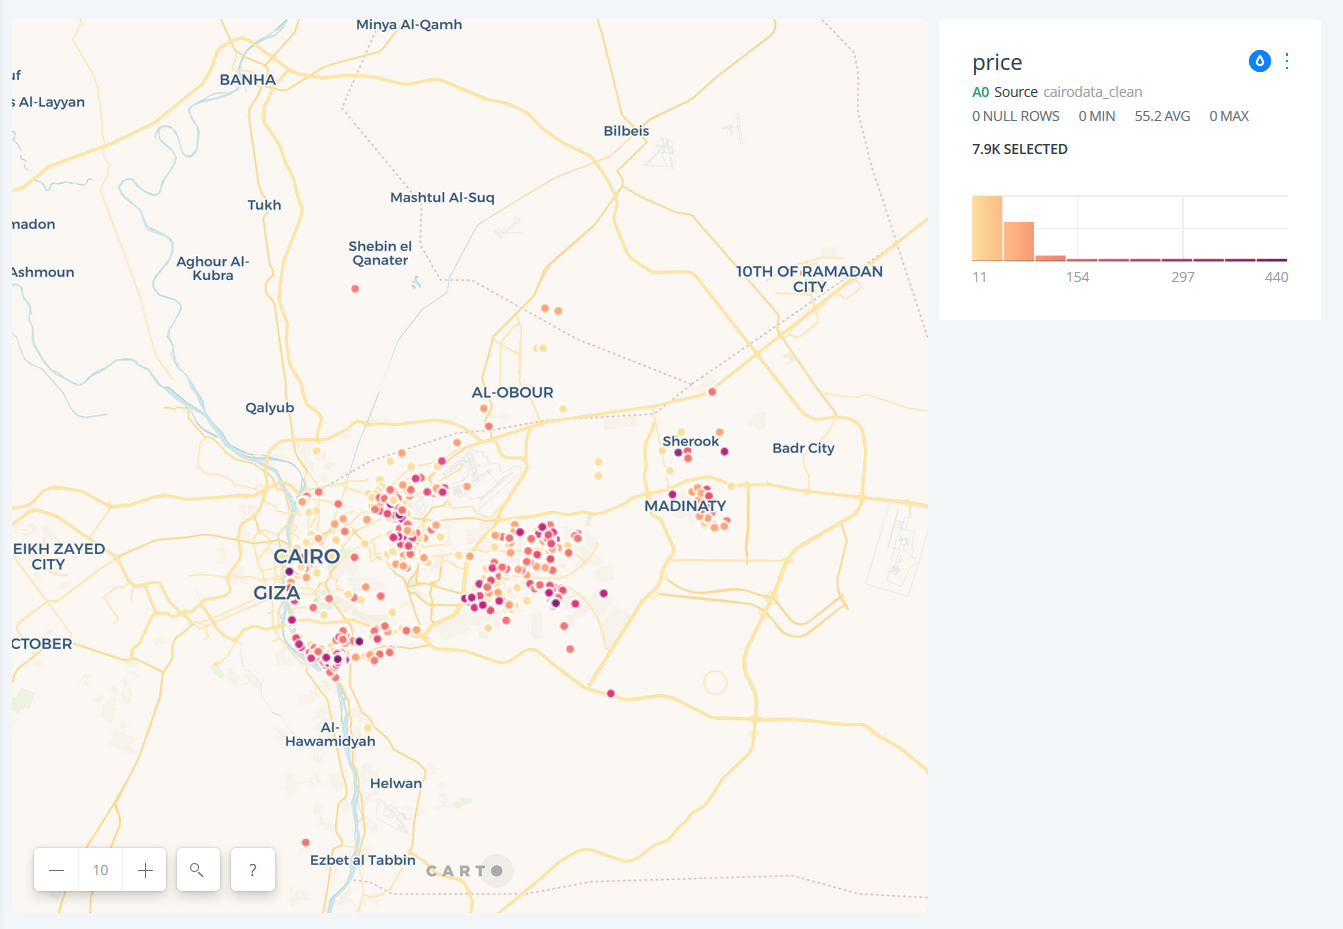 Minya Al-Qamh
uf
BANHA
s Al-Layyan
Bilbeis
Mashtul Al-Suq
Tukh
madon
Shebin el
Qanater
Aghour Al-
Kubra
Ashmoun
10TH OF RAMADAN
CITY
AL-OBOUR
Qalyub
Sherook
Badr City
MADINATY
EIKH ZAYED
CITY
CAIRO
GIZA
CTOBER
Al-
Hawamidyah
Helwan
Ezbet al Tabbin
10
?
CARTO
price
A0 Source cairodata_clean
0 NULL ROWS 0 MIN 55.2 AVG 0 MAX
7.9K SELECTED
11 154 297 440